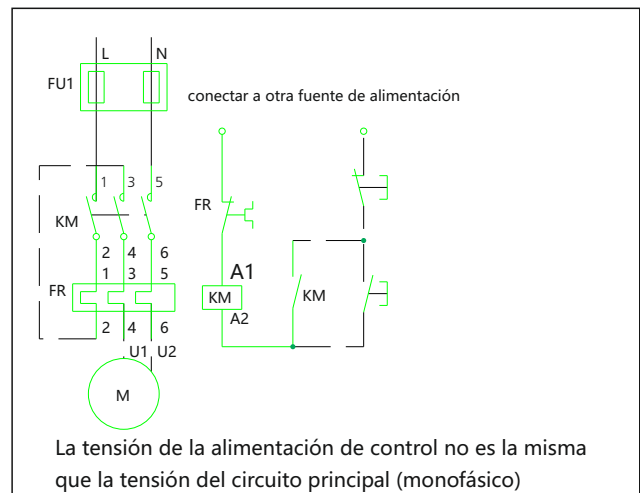 L N
FU1
conectar a otra fuente de alimentación
1 3 5
FR
KM
2 4 6
1 3 5
A1
FR
KM
KM
A2
2 4 6
U1 U2
M
La tensión de la alimentación de control no es la misma
que la tensión del circuito principal (monofásico)